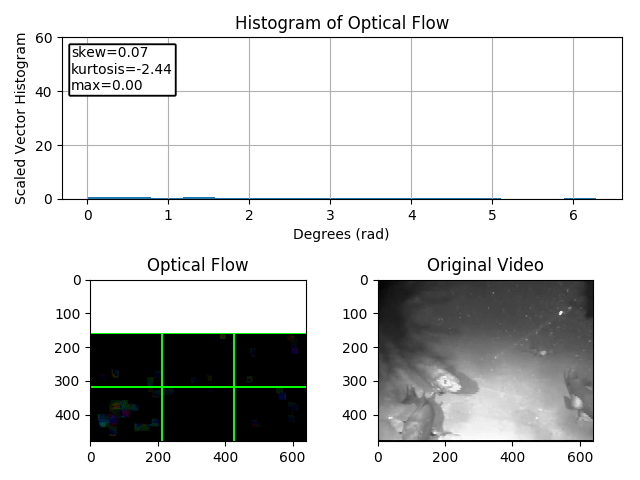 Histogram of Optical Flow
60
40
20
0
Scaled Vector Histogram
skew=0.07
kurtosis=-2.44
max=0.00
0 1 2 3 4 5 6
Degrees (rad)
Optical Flow
0
100
200
300
400
0 200 400 600
Original Video
0
100
200
300
400
0 200 400 600